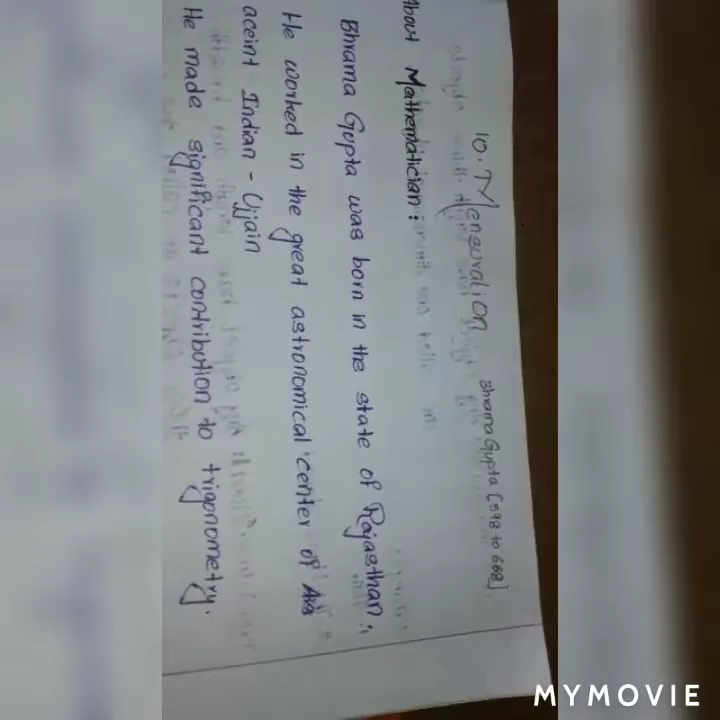 10. Mensuration
Bhrama Gupta [598 to 668]
About Mathematician:
Bhrama Gupta was born in the state of Rajasthan.
He worked in the great astronomical center of
aceint Indian - Ujjain
He made significant contribution to trigonometry.
MYMOVIE